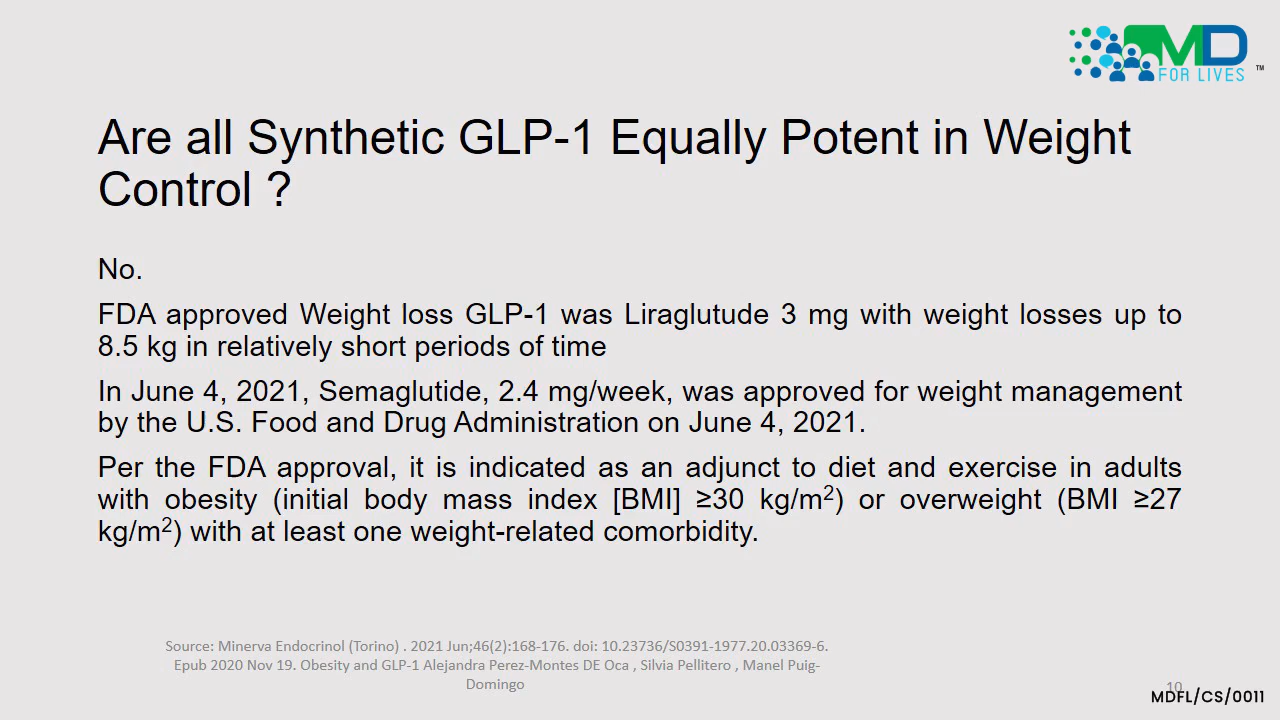 MD
FOR LIVES
TM
Are all Synthetic GLP-1 Equally Potent in Weight
Control ?
No.
FDA approved Weight loss GLP-1 was Liraglutude 3 mg with weight losses up to
8.5 kg in relatively short periods of time
In June 4, 2021, Semaglutide, 2.4 mg/week, was approved for weight management
by the U.S. Food and Drug Administration on June 4, 2021.
Per the FDA approval, it is indicated as an adjunct to diet and exercise in adults
with obesity (initial body mass index [BMI] ≥30 kg/m²) or overweight (BMI ≥27
kg/m²) with at least one weight-related comorbidity.
Source: Minerva Endocrinol (Torino) . 2021 Jun;46(2):168-176. doi: 10.23736/S0391-1977.20.03369-6.
Epub 2020 Nov 19. Obesity and GLP-1 Alejandra Perez-Montes DE Oca , Silvia Pellitero , Manel Puig-
Domingo
10
MDFL/CS/0011